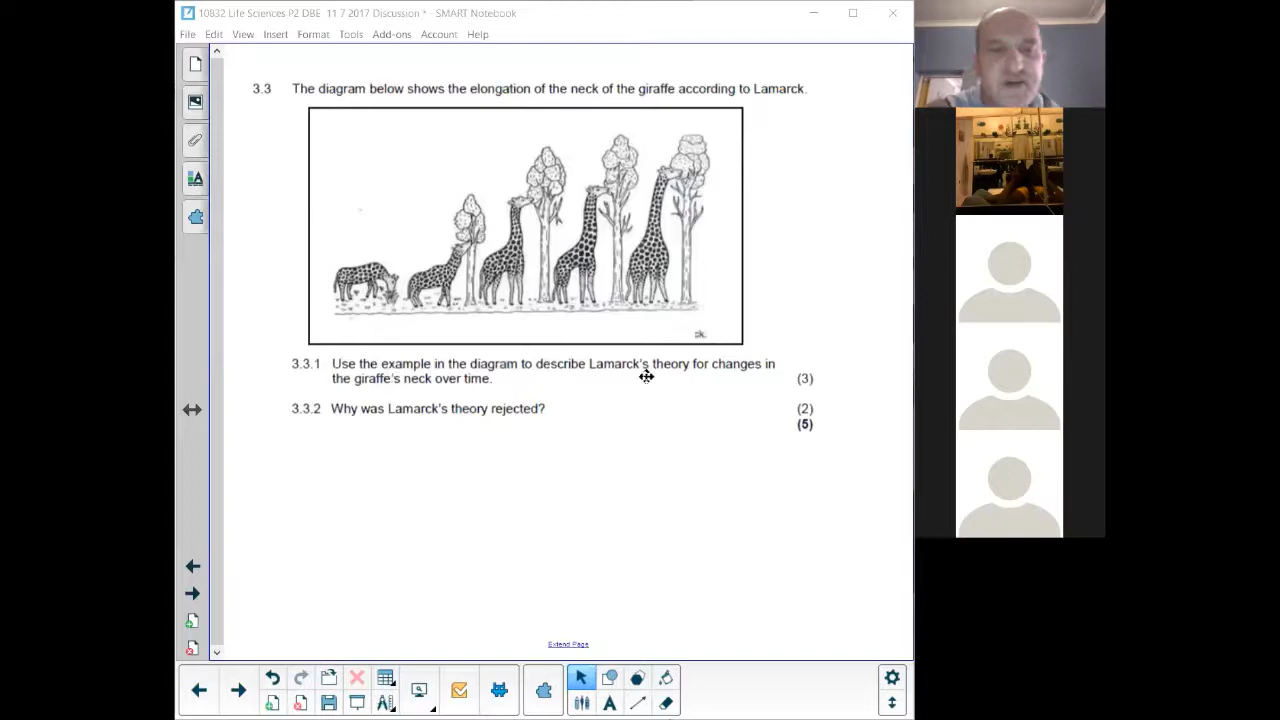 10832 Life Sciences P2 DBE 11 7 2017 Discussion * - SMART Notebook
File Edit View Insert Format Tools Add-ons Account Help
3.3 The diagram below shows the elongation of the neck of the giraffe according to Lamarck.
3.3.1 Use the example in the diagram to describe Lamarck's theory for changes in
the giraffe's neck over time. (3)
3.3.2 Why was Lamarck's theory rejected? (2)
(5)
Extend Page